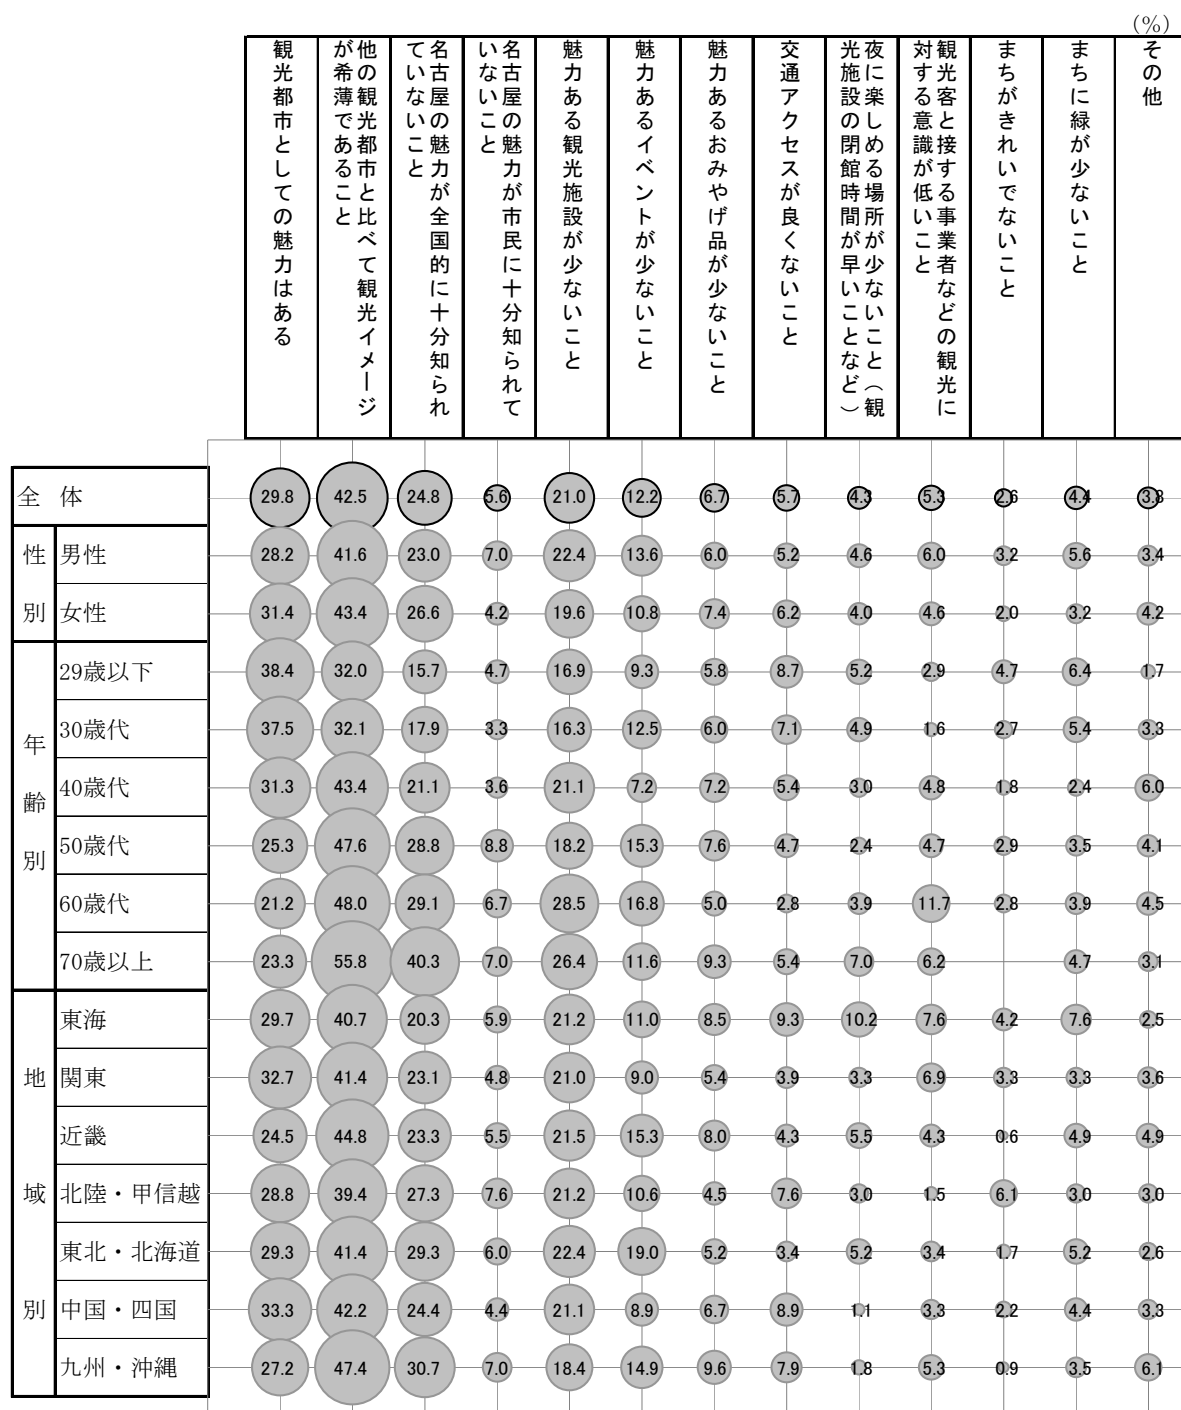 (%)
観光都市としての魅力はある
他の観光都市と比べて観光イメージ
が希薄であること
名古屋の魅力が全国的に十分知られ
ていないこと
名古屋の魅力が市民に十分知られて
いないこと
魅力ある観光施設が少ないこと
魅力あるイベントが少ないこと
魅力あるおみやげ品が少ないこと
交通アクセスが良くないこと
夜に楽しめる場所が少ないこと（観
光施設の閉館時間が早いことなど）
観光客と接する事業者などの観光に
対する意識が低いこと
まちがきれいでないこと
まちに緑が少ないこと
その他
全 体 29.8 42.5 24.8 5.6 21.0 12.2 6.7 5.7 4.3 5.3 2.6 4.4 3.8
性別
男性 28.2 41.6 23.0 7.0 22.4 13.6 6.0 5.2 4.6 6.0 3.2 5.6 3.4
女性 31.4 43.4 26.6 4.2 19.6 10.8 7.4 6.2 4.0 4.6 2.0 3.2 4.2
年齢別
29歳以下 38.4 32.0 15.7 4.7 16.9 9.3 5.8 8.7 5.2 2.9 4.7 6.4 1.7
30歳代 37.5 32.1 17.9 3.3 16.3 12.5 6.0 7.1 4.9 1.6 2.7 5.4 3.3
40歳代 31.3 43.4 21.1 3.6 21.1 7.2 7.2 5.4 3.0 4.8 1.8 2.4 6.0
50歳代 25.3 47.6 28.8 8.8 18.2 15.3 7.6 4.7 2.4 4.7 2.9 3.5 4.1
60歳代 21.2 48.0 29.1 6.7 28.5 16.8 5.0 2.8 3.9 11.7 2.8 3.9 4.5
70歳以上 23.3 55.8 40.3 7.0 26.4 11.6 9.3 5.4 7.0 6.2 4.7 3.1
地域別
東海 29.7 40.7 20.3 5.9 21.2 11.0 8.5 9.3 10.2 7.6 4.2 7.6 2.5
関東 32.7 41.4 23.1 4.8 21.0 9.0 5.4 3.9 3.3 6.9 3.3 3.3 3.6
近畿 24.5 44.8 23.3 5.5 21.5 15.3 8.0 4.3 5.5 4.3 0.6 4.9 4.9
北陸・甲信越 28.8 39.4 27.3 7.6 21.2 10.6 4.5 7.6 3.0 1.5 6.1 3.0 3.0
東北・北海道 29.3 41.4 29.3 6.0 22.4 19.0 5.2 3.4 5.2 3.4 1.7 5.2 2.6
中国・四国 33.3 42.2 24.4 4.4 21.1 8.9 6.7 8.9 1.1 3.3 2.2 4.4 3.3
九州・沖縄 27.2 47.4 30.7 7.0 18.4 14.9 9.6 7.9 1.8 5.3 0.9 3.5 6.1